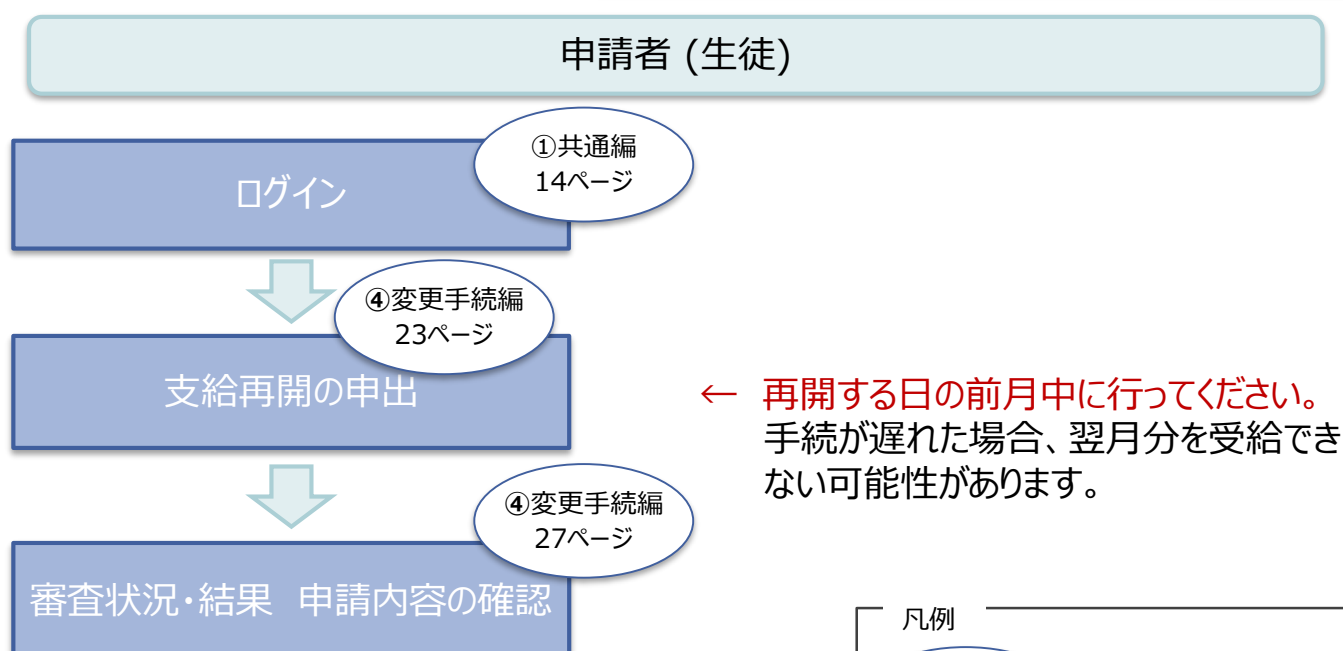 申請者 (生徒)
①共通編
14ページ
ログイン
④変更手続編
23ページ
支給再開の申出
← 再開する日の前月中に行ってください。
手続が遅れた場合、翌月分を受給でき
ない可能性があります。
④変更手続編
27ページ
審査状況・結果　申請内容の確認
凡例